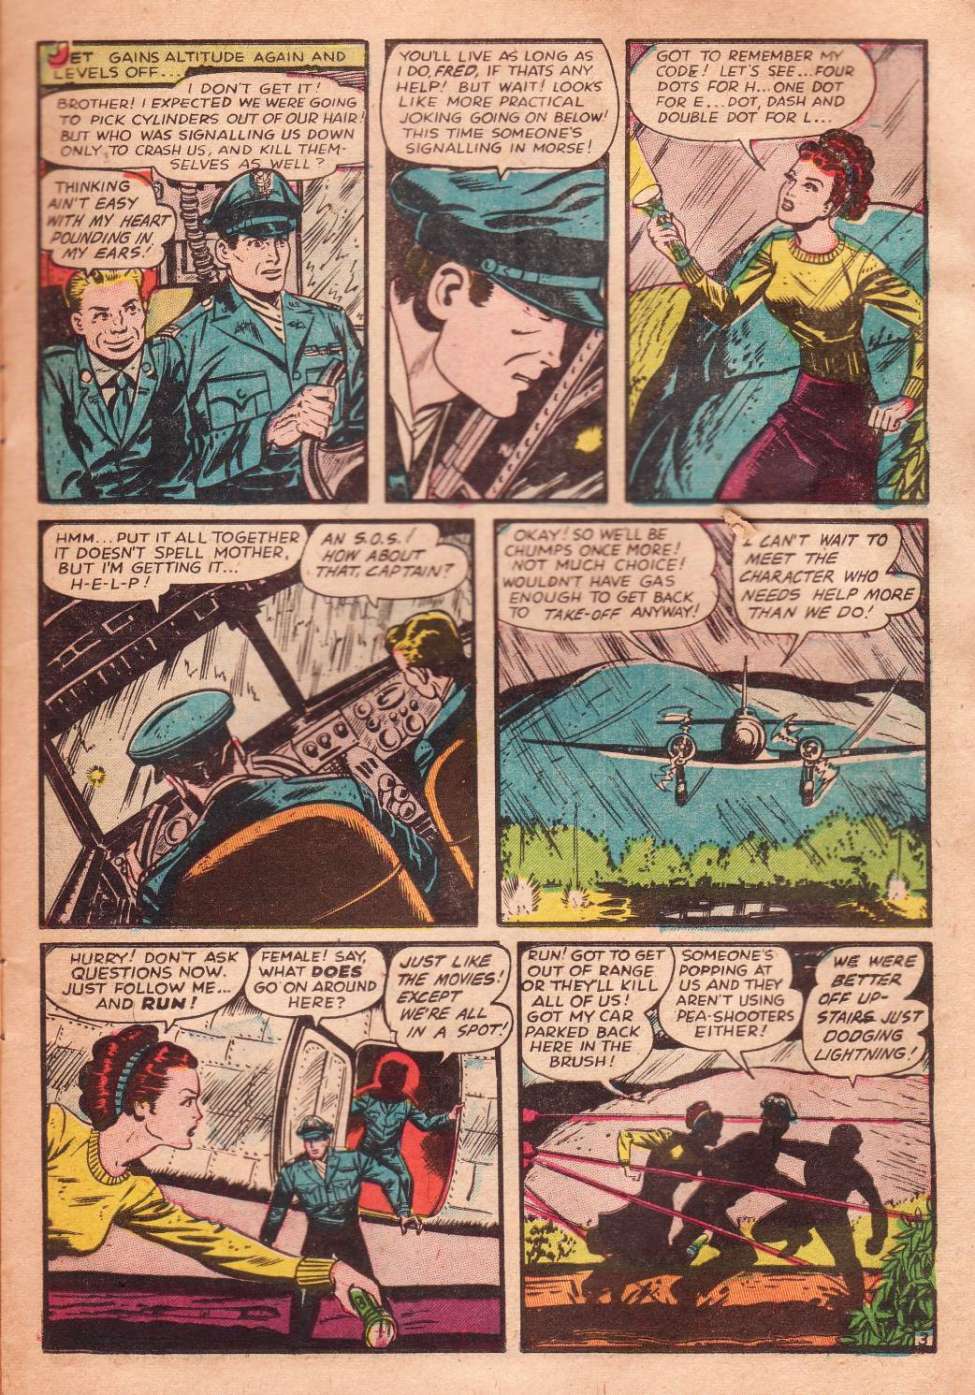 JET GAINS ALTITUDE AGAIN AND
LEVELS OFF...
I DON'T GET IT!
BROTHER! I EXPECTED WE WERE GOING
TO PICK CYLINDERS OUT OF OUR HAIR!
BUT WHO WAS SIGNALLING US DOWN
ONLY TO CRASH US, AND KILL THEM-
SELVES AS WELL?
THINKING
AIN'T EASY
WITH MY HEART
POUNDING IN
MY EARS!
YOU'LL LIVE AS LONG AS
I DO, FRED, IF THATS ANY
HELP! BUT WAIT! LOOKS
LIKE MORE PRACTICAL
JOKING GOING ON BELOW!
THIS TIME SOMEONE'S
SIGNALLING IN MORSE!
GOT TO REMEMBER MY
CODE! LET'S SEE...FOUR
DOTS FOR H...ONE DOT
FOR E...DOT, DASH AND
DOUBLE DOT FOR L...
HMM...PUT IT ALL TOGETHER
IT DOESN'T SPELL MOTHER,
BUT I'M GETTING IT...
H-E-L-P!
AN S.O.S.!
HOW ABOUT
THAT, CAPTAIN?
OKAY! SO WE'LL BE
CHUMPS ONCE MORE!
NOT MUCH CHOICE!
WOULDN'T HAVE GAS
ENOUGH TO GET BACK
TO TAKE-OFF ANYWAY!
I CAN'T WAIT TO
MEET THE
CHARACTER WHO
NEEDS HELP MORE
THAN WE DO!
HURRY! DON'T ASK
QUESTIONS NOW.
JUST FOLLOW ME...
AND RUN!
FEMALE! SAY,
WHAT DOES
GO ON AROUND
HERE?
JUST LIKE
THE MOVIES!
EXCEPT
WE'RE ALL
IN A SPOT!
RUN! GOT TO GET
OUT OF RANGE
OR THEY'LL KILL
ALL OF US!
GOT MY CAR
PARKED BACK
HERE IN THE
BRUSH!
SOMEONE'S
POPPING AT
US AND THEY
AREN'T USING
PEA-SHOOTERS
EITHER!
WE WERE
BETTER
OFF UP-
STAIRS JUST
DODGING
LIGHTNING!
3